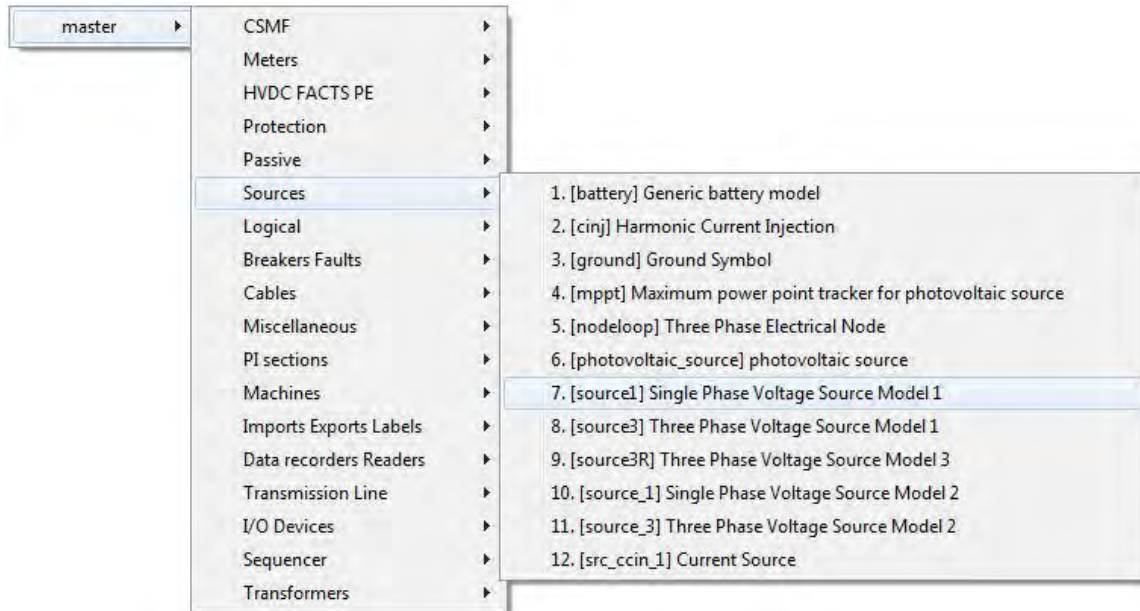 master
CSMF
Meters
HVDC FACTS PE
Protection
Passive
Sources
Logical
Breakers Faults
Cables
Miscellaneous
PI sections
Machines
Imports Exports Labels
Data recorders Readers
Transmission Line
I/O Devices
Sequencer
Transformers
1. [battery] Generic battery model
2. [cinj] Harmonic Current Injection
3. [ground] Ground Symbol
4. [mppt] Maximum power point tracker for photovoltaic source
5. [nodeloop] Three Phase Electrical Node
6. [photovoltaic_source] photovoltaic source
7. [source1] Single Phase Voltage Source Model 1
8. [source3] Three Phase Voltage Source Model 1
9. [source3R] Three Phase Voltage Source Model 3
10. [source_1] Single Phase Voltage Source Model 2
11. [source_3] Three Phase Voltage Source Model 2
12. [src_ccin_1] Current Source